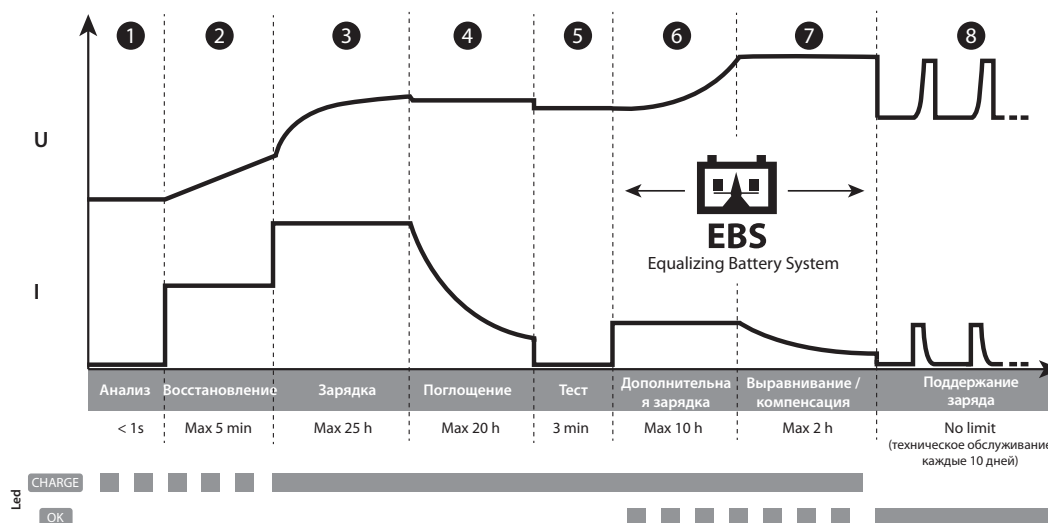 1 2 3 4 5 6 7 8
U
EBS
Equalizing Battery System
I
Анализ Восстановление Зарядка Поглощение Тест Дополнительна Выравнивание / Поддержание
я зарядка компенсация заряда
< 1s Max 5 min Max 25 h Max 20 h 3 min Max 10 h Max 2 h No limit
(техническое обслуживание
каждые 10 дней)
Led
CHARGE
OK